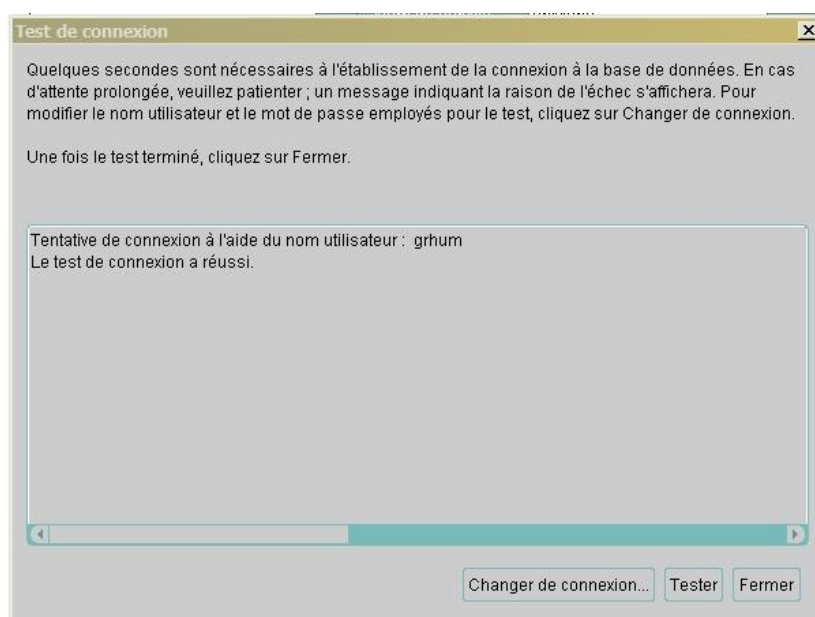 Test de connexion
Quelques secondes sont nécessaires à l'établissement de la connexion à la base de données. En cas
d'attente prolongée, veuillez patienter ; un message indiquant la raison de l'échec s'affichera. Pour
modifier le nom utilisateur et le mot de passe employés pour le test, cliquez sur Changer de connexion.
Une fois le test terminé, cliquez sur Fermer.
Tentative de connexion à l'aide du nom utilisateur : grhum
Le test de connexion a réussi.
Changer de connexion... Tester Fermer